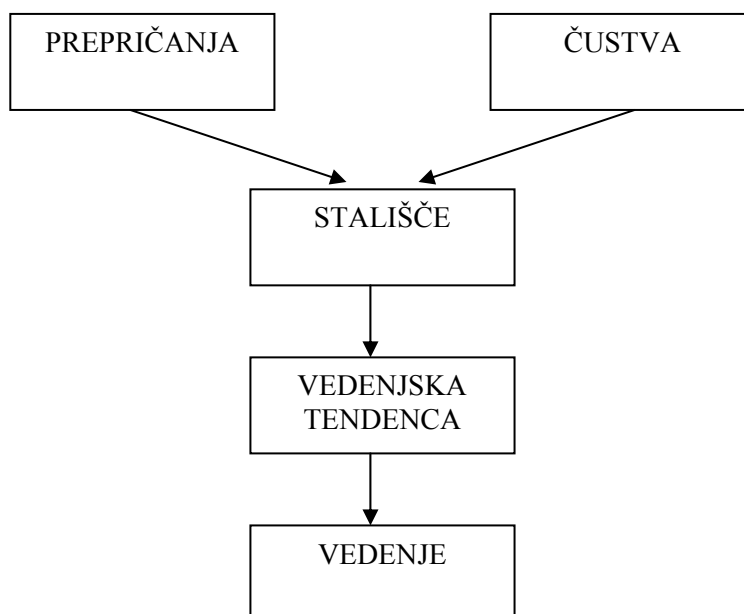 PREPRIČANJA
ČUSTVA
STALIŠČE
VEDENJSKA
TENDENCA
VEDENJE